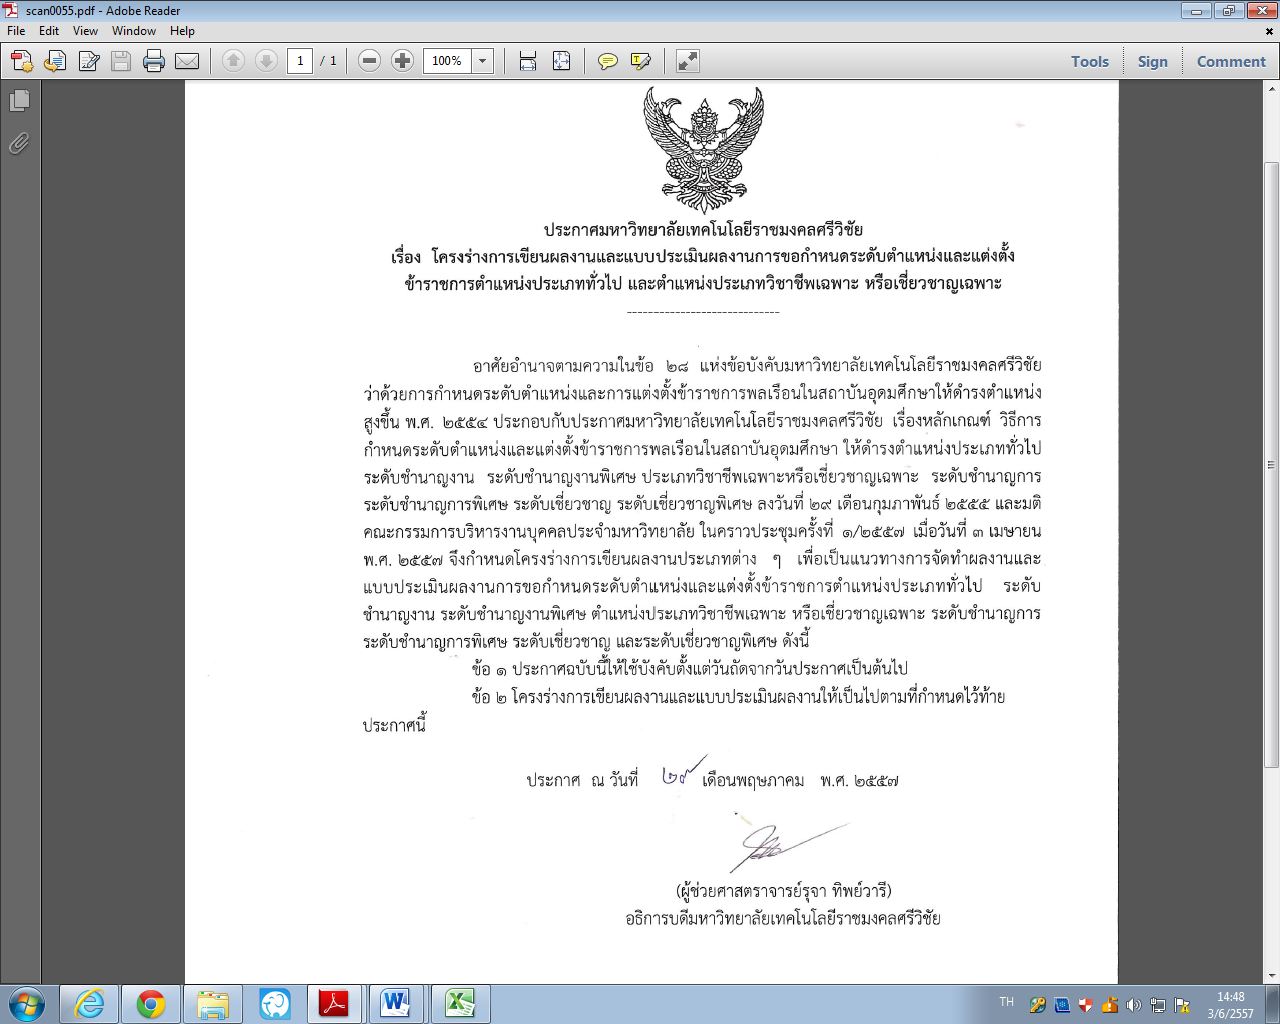 scan0055.pdf - Adobe Reader
File Edit View Window Help
1 / 1 100% Tools Sign Comment
ประกาศมหาวิทยาลัยเทคโนโลยีราชมงคลศรีวิชัย
เรื่อง โครงร่างการเขียนผลงานและแบบประเมินผลงานการขอกำหนดระดับตำแหน่งและแต่งตั้ง
ข้าราชการตำแหน่งประเภททั่วไป และตำแหน่งประเภทวิชาชีพเฉพาะ หรือเชี่ยวชาญเฉพาะ
-----------------------------
อาศัยอำนาจตามความในข้อ ๒๘ แห่งข้อบังคับมหาวิทยาลัยเทคโนโลยีราชมงคลศรีวิชัย
ว่าด้วยการกำหนดระดับตำแหน่งและการแต่งตั้งข้าราชการพลเรือนในสถาบันอุดมศึกษาให้ดำรงตำแหน่ง
สูงขึ้น พ.ศ. ๒๕๕๔ ประกอบกับประกาศมหาวิทยาลัยเทคโนโลยีราชมงคลศรีวิชัย เรื่องหลักเกณฑ์ วิธีการ
กำหนดระดับตำแหน่งและแต่งตั้งข้าราชการพลเรือนในสถาบันอุดมศึกษา ให้ดำรงตำแหน่งประเภททั่วไป
ระดับชำนาญงาน ระดับชำนาญงานพิเศษ ประเภทวิชาชีพเฉพาะหรือเชี่ยวชาญเฉพาะ ระดับชำนาญการ
ระดับชำนาญการพิเศษ ระดับเชี่ยวชาญ ระดับเชี่ยวชาญพิเศษ ลงวันที่ ๒๙ เดือนกุมภาพันธ์ ๒๕๕๕ และมติ
คณะกรรมการบริหารงานบุคคลประจำมหาวิทยาลัย ในคราวประชุมครั้งที่ ๑/๒๕๕๗ เมื่อวันที่ ๓ เมษายน
พ.ศ. ๒๕๕๗ จึงกำหนดโครงร่างการเขียนผลงานประเภทต่าง ๆ เพื่อเป็นแนวทางการจัดทำผลงานและ
แบบประเมินผลงานการขอกำหนดระดับตำแหน่งและแต่งตั้งข้าราชการตำแหน่งประเภททั่วไป ระดับ
ชำนาญงาน ระดับชำนาญงานพิเศษ ตำแหน่งประเภทวิชาชีพเฉพาะ หรือเชี่ยวชาญเฉพาะ ระดับชำนาญการ
ระดับชำนาญการพิเศษ ระดับเชี่ยวชาญ และระดับเชี่ยวชาญพิเศษ ดังนี้
ข้อ ๑ ประกาศฉบับนี้ให้ใช้บังคับตั้งแต่วันถัดจากวันประกาศเป็นต้นไป
ข้อ ๒ โครงร่างการเขียนผลงานและแบบประเมินผลงานให้เป็นไปตามที่กำหนดไว้ท้าย
ประกาศนี้
ประกาศ ณ วันที่ ๒๙ เดือนพฤษภาคม พ.ศ. ๒๕๕๗
(ผู้ช่วยศาสตราจารย์รุจา ทิพย์วารี)
อธิการบดีมหาวิทยาลัยเทคโนโลยีราชมงคลศรีวิชัย
TH 14:48
3/6/2557